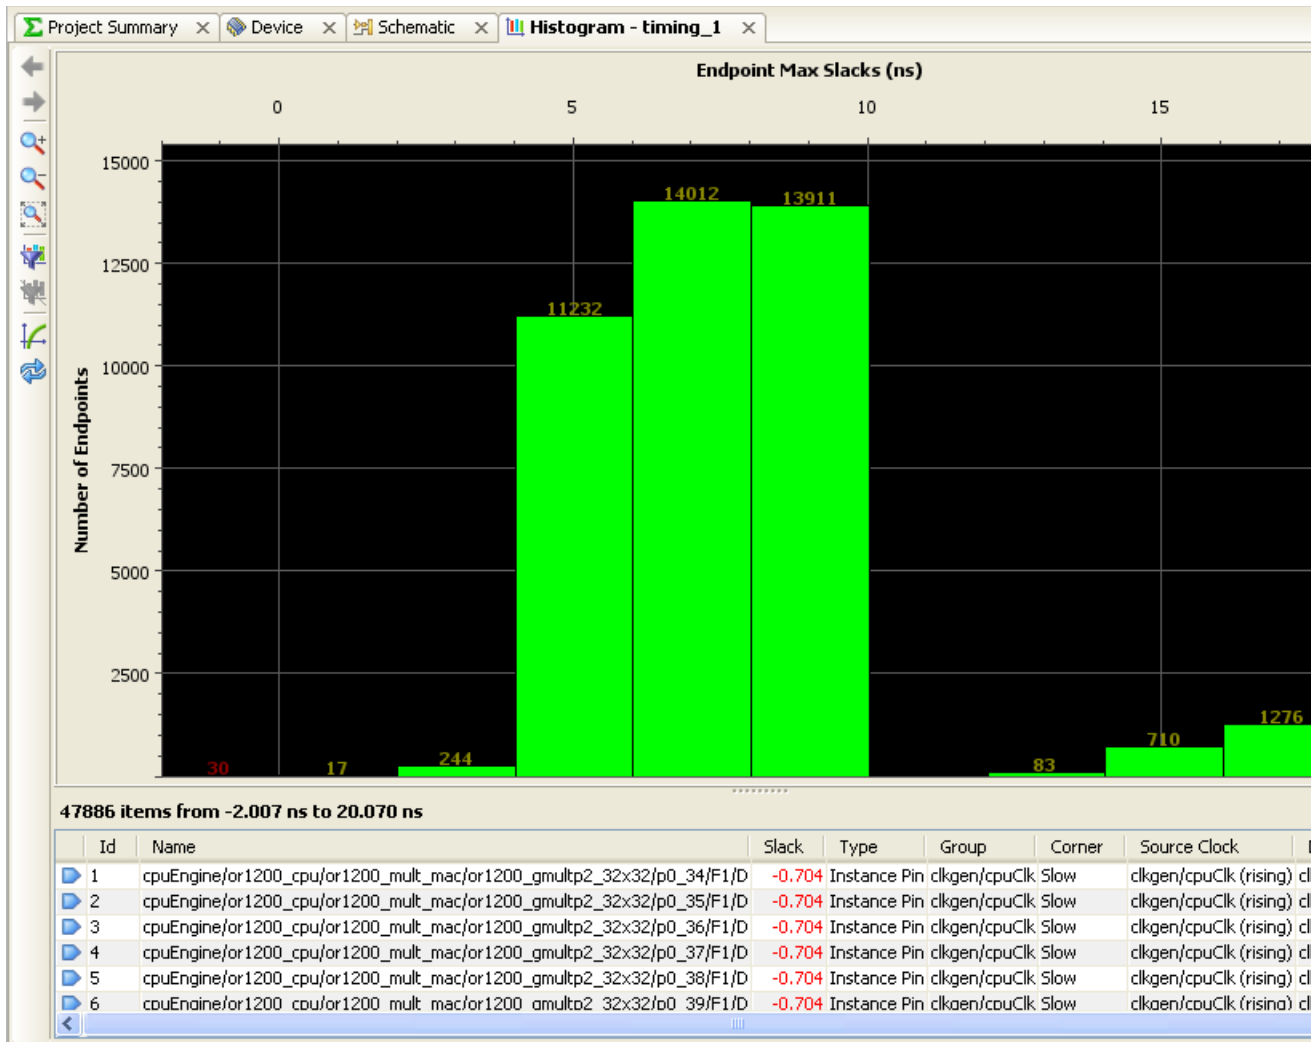 Project Summary Device Schematic Histogram - timing_1
Endpoint Max Slacks (ns)
0 5 10 15
15000
12500
10000
7500
5000
2500
Number of Endpoints
30 17 244 11232 14012 13911 83 710 1276
47886 items from -2.007 ns to 20.070 ns
Id Name Slack Type Group Corner Source Clock
1 cpuEngine/or1200_cpu/or1200_mult_mac/or1200_gmultp2_32x32/p0_34/F1/D -0.704 Instance Pin clkgen/cpuClk Slow clkgen/cpuClk (rising) cl
2 cpuEngine/or1200_cpu/or1200_mult_mac/or1200_gmultp2_32x32/p0_35/F1/D -0.704 Instance Pin clkgen/cpuClk Slow clkgen/cpuClk (rising) cl
3 cpuEngine/or1200_cpu/or1200_mult_mac/or1200_gmultp2_32x32/p0_36/F1/D -0.704 Instance Pin clkgen/cpuClk Slow clkgen/cpuClk (rising) cl
4 cpuEngine/or1200_cpu/or1200_mult_mac/or1200_gmultp2_32x32/p0_37/F1/D -0.704 Instance Pin clkgen/cpuClk Slow clkgen/cpuClk (rising) cl
5 cpuEngine/or1200_cpu/or1200_mult_mac/or1200_gmultp2_32x32/p0_38/F1/D -0.704 Instance Pin clkgen/cpuClk Slow clkgen/cpuClk (rising) cl
6 cpuEngine/or1200_cpu/or1200_mult_mac/or1200_gmultp2_32x32/p0_39/F1/D -0.704 Instance Pin clkgen/cpuClk Slow clkgen/cpuClk (rising) cl